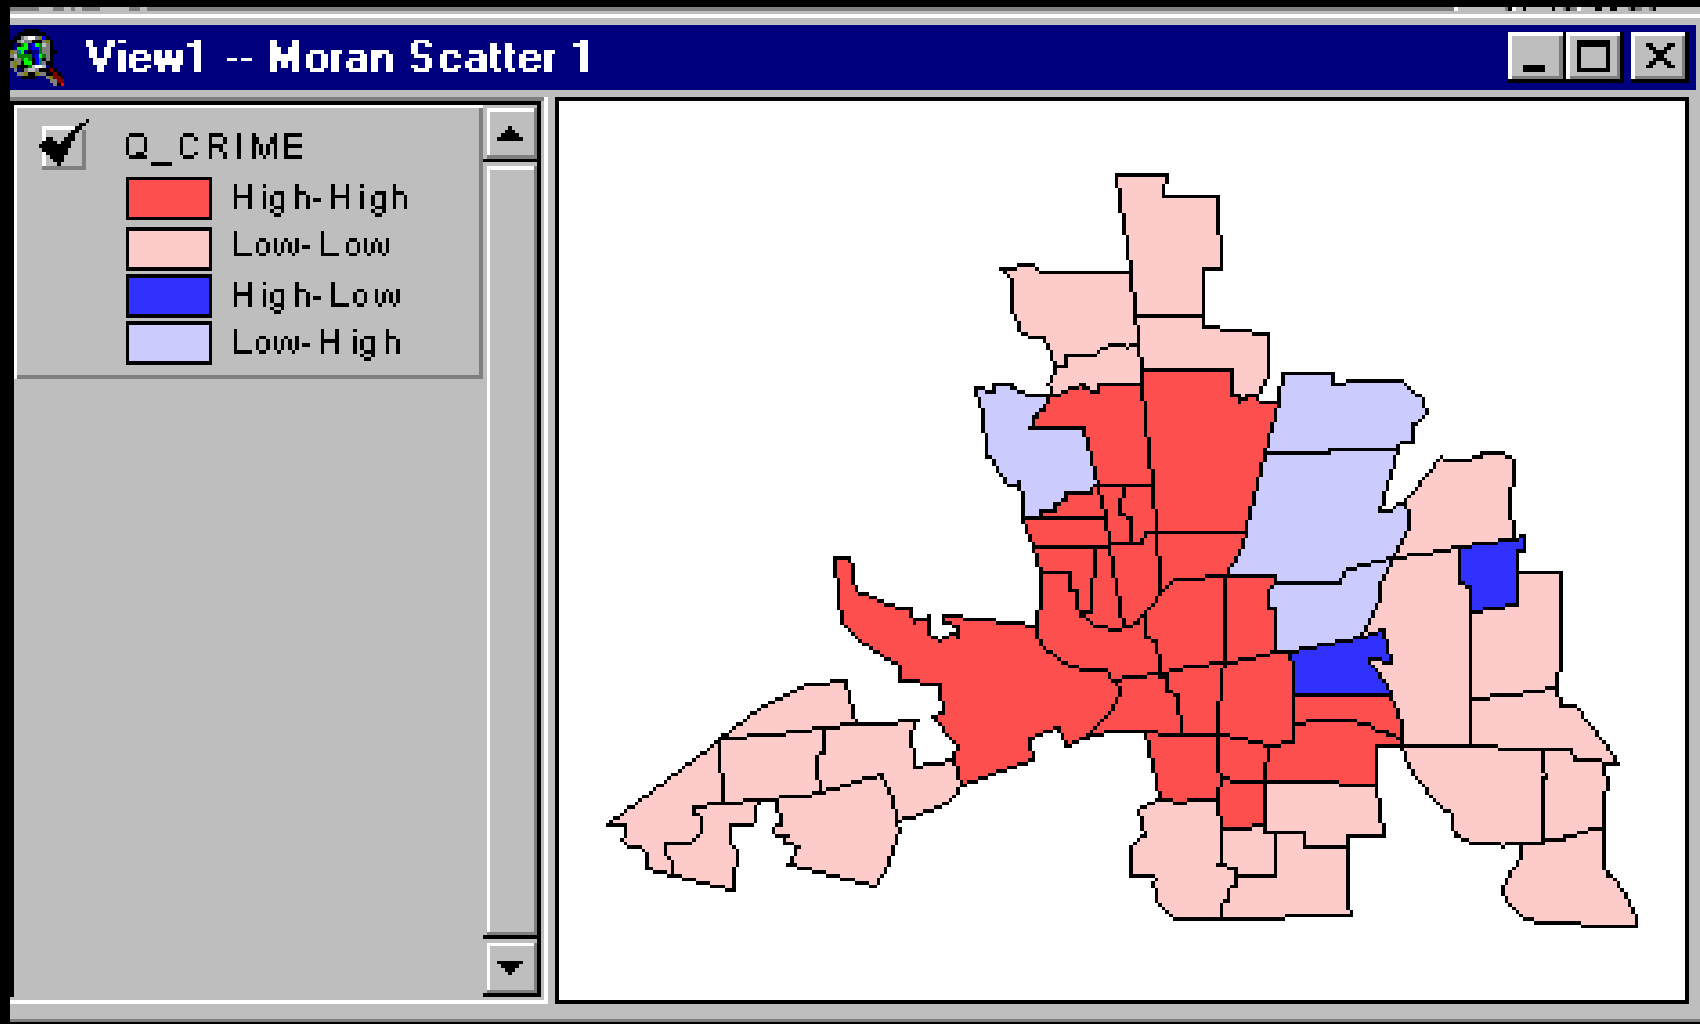 View1 -- Moran Scatter 1
Q_CRIME
High-High
Low-Low
High-Low
Low-High